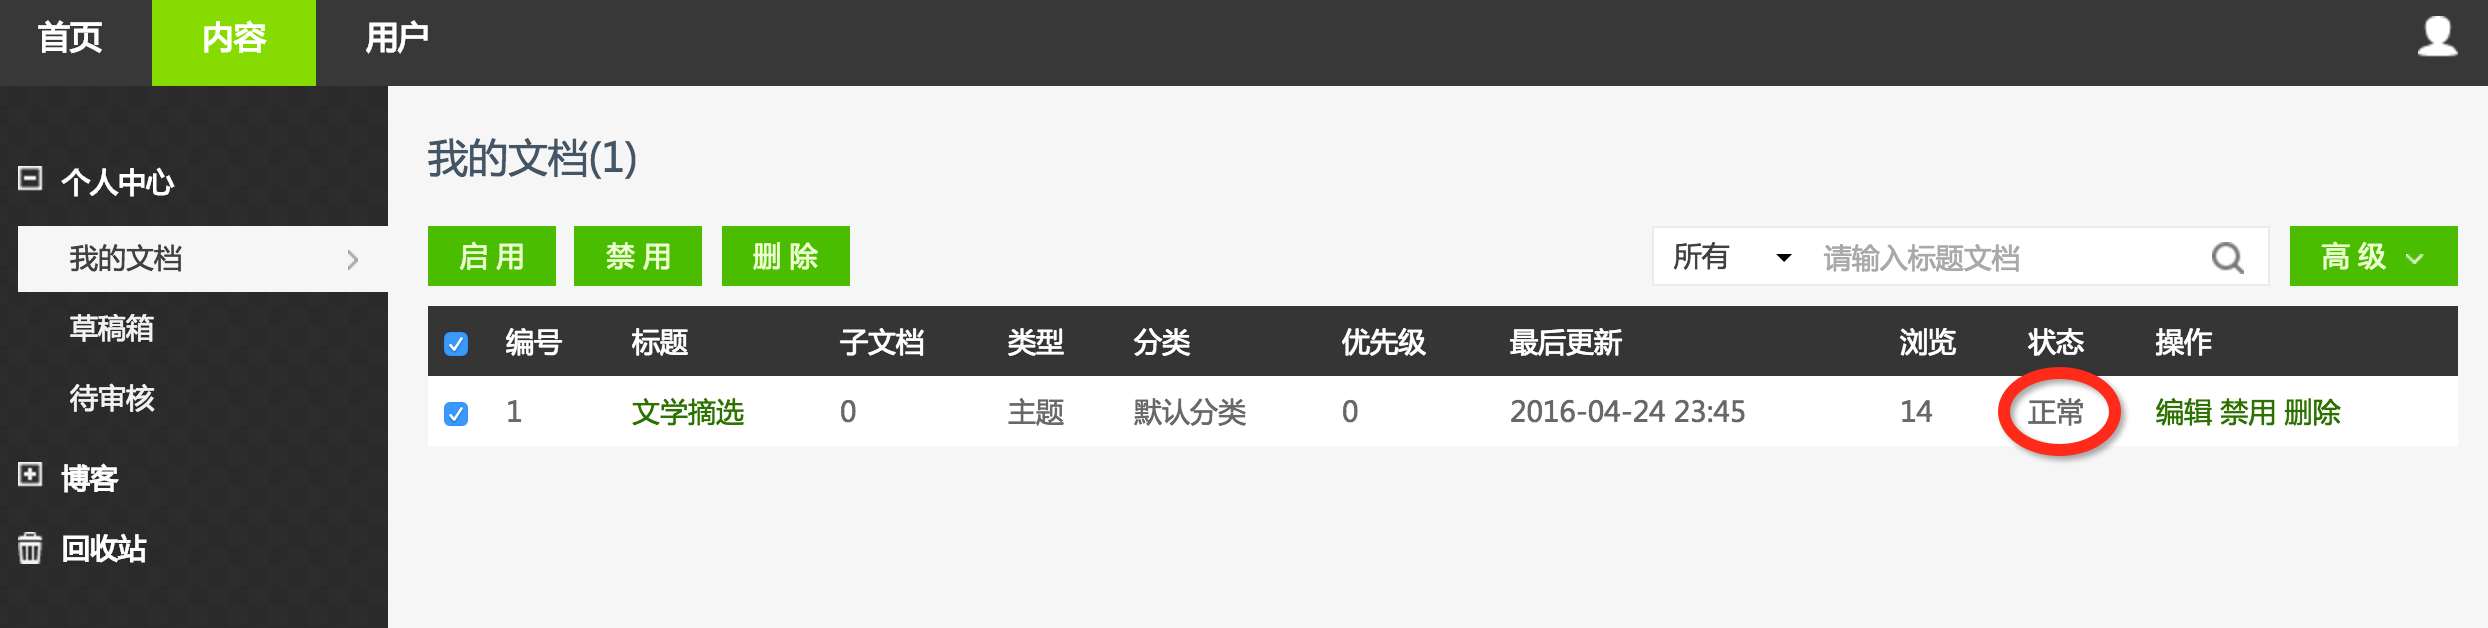 首页 内容 用户
个人中心
我的文档
草稿箱
待审核
博客
回收站
我的文档(1)
启 用 禁 用 删 除 所有 请输入标题文档 高 级
编号 标题 子文档 类型 分类 优先级 最后更新 浏览 状态 操作
1 文学摘选 0 主题 默认分类 0 2016-04-24 23:45 14 正常 编辑 禁用 删除